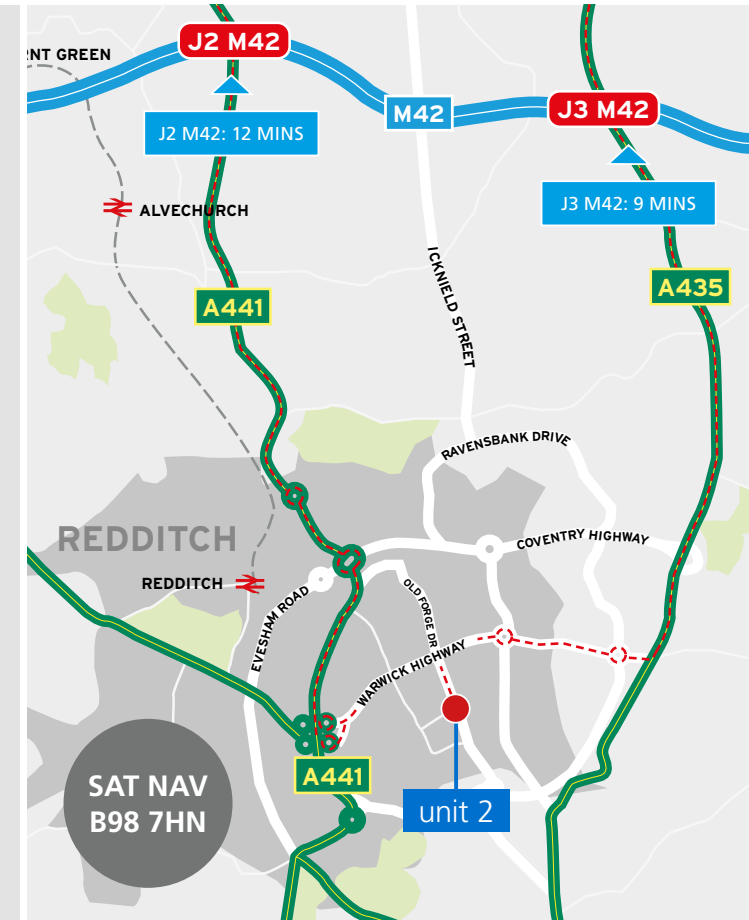 J2 M42
RNT GREEN
M42
J3 M42
J2 M42: 12 MINS
J3 M42: 9 MINS
ALVECHURCH
A441
A435
ICKNIELD STREET
RAVENSBANK DRIVE
REDDITCH
COVENTRY HIGHWAY
REDDITCH
EVESHAM ROAD
OLD FORGE DR
WARWICK HIGHWAY
A441
SAT NAV
B98 7HN
unit 2